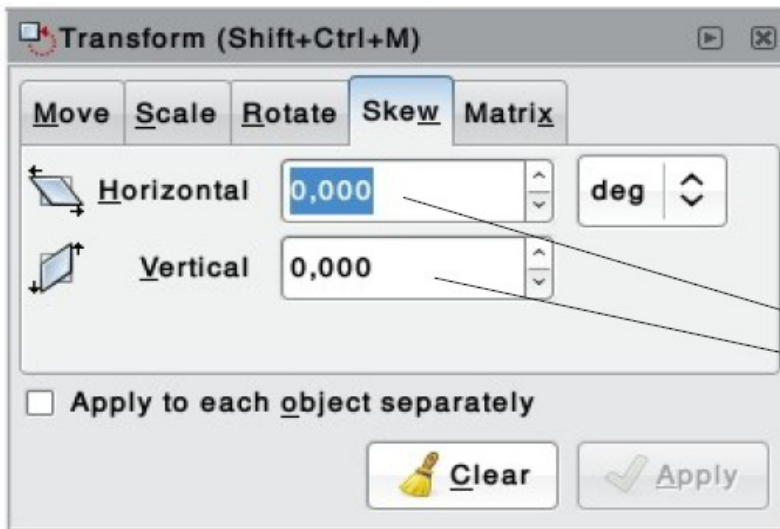 Transform (Shift+Ctrl+M)
Move Scale Rotate Skew Matrix
Horizontal 0,000 deg
Vertical 0,000
Apply to each object separately
Clear Apply